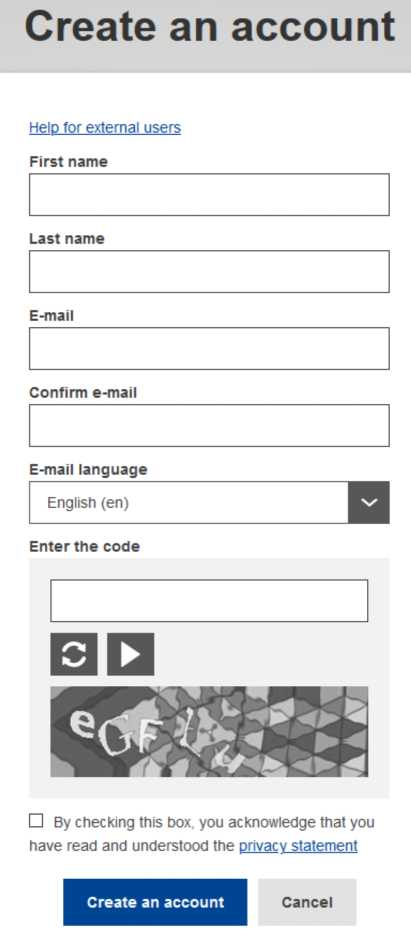 Create an account
Help for external users
First name
Last name
E-mail
Confirm e-mail
E-mail language
English (en)
Enter the code
By checking this box, you acknowledge that you
have read and understood the privacy statement
Create an account
Cancel